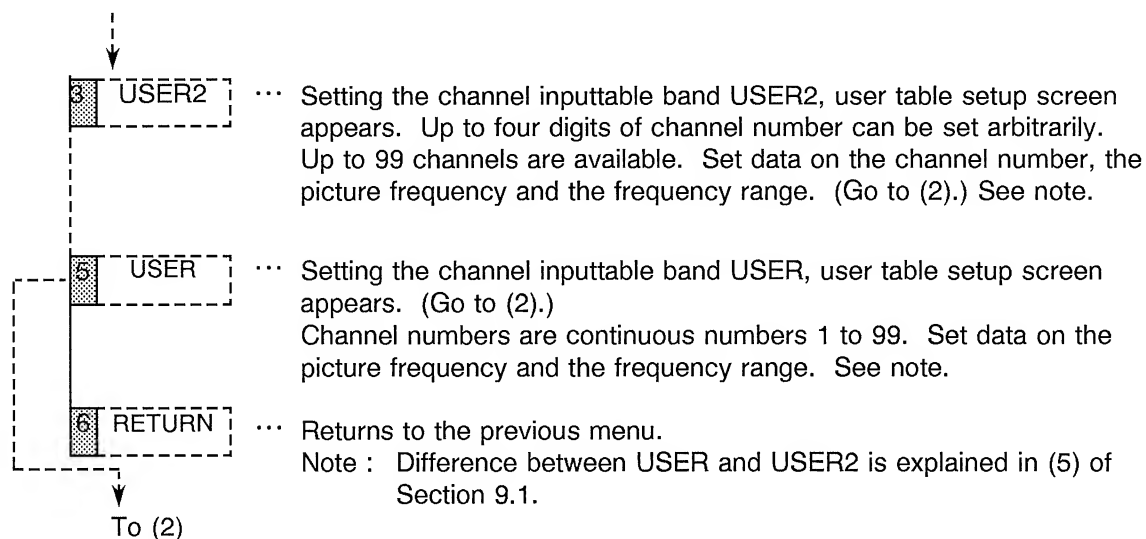 3 USER2 ··· Setting the channel inputtable band USER2, user table setup screen
appears. Up to four digits of channel number can be set arbitrarily.
Up to 99 channels are available. Set data on the channel number, the
picture frequency and the frequency range. (Go to (2).) See note.
5 USER ··· Setting the channel inputtable band USER, user table setup screen
appears. (Go to (2).)
Channel numbers are continuous numbers 1 to 99. Set data on the
picture frequency and the frequency range. See note.
6 RETURN ··· Returns to the previous menu.
Note : Difference between USER and USER2 is explained in (5) of
Section 9.1.
To (2)